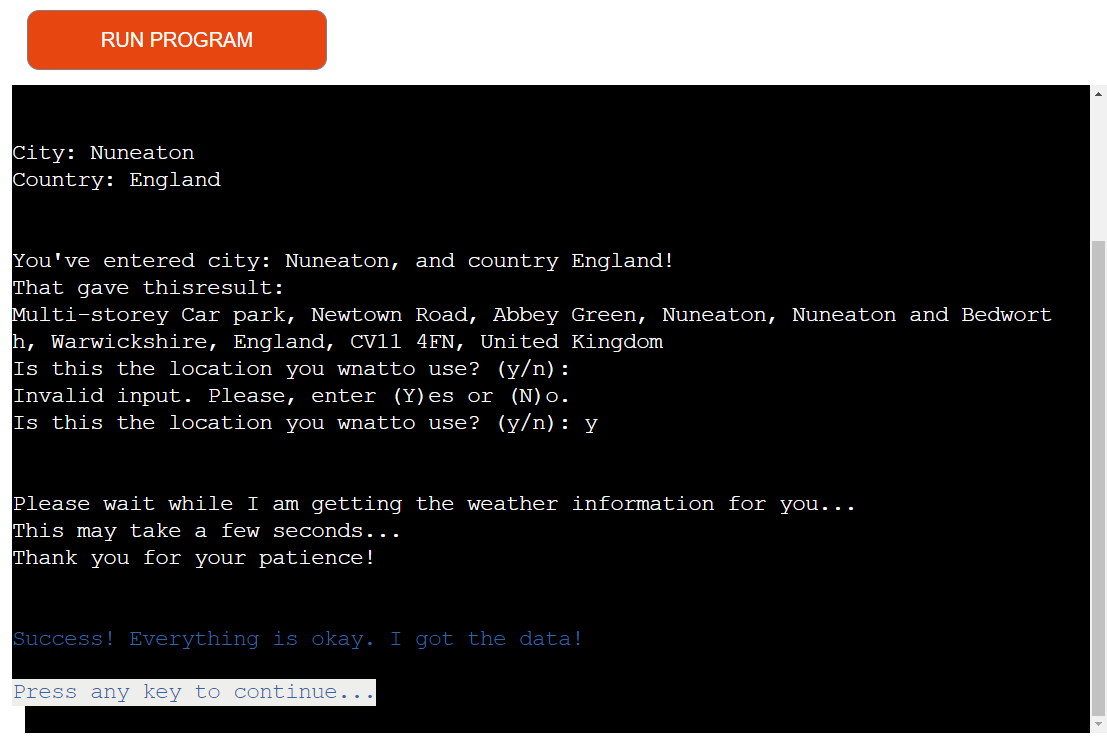 RUN PROGRAM
City: Nuneaton
Country: England
You've entered city: Nuneaton, and country England!
That gave thisresult:
Multi-storey Car park, Newtown Road, Abbey Green, Nuneaton, Nuneaton and Bedwort
h, Warwickshire, England, CV11 4FN, United Kingdom
Is this the location you wnatto use? (y/n):
Invalid input. Please, enter (Y)es or (N)o.
Is this the location you wnatto use? (y/n): y
Please wait while I am getting the weather information for you...
This may take a few seconds...
Thank you for your patience!
Success! Everything is okay. I got the data!
Press any key to continue...